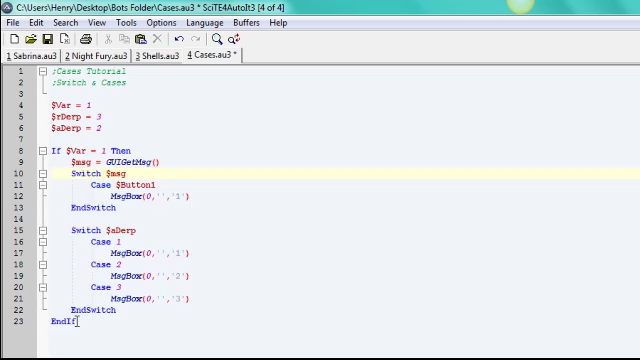 C:\Users\Henry\Desktop\Bots Folder\Cases.au3 * SciTE4AutoIt3 [4 of 4]
File Edit Search View Tools Options Language Buffers Help
1 Sabrina.au3 2 Night Fury.au3 3 Shells.au3 4 Cases.au3 *
1 ;Cases Tutorial
2 ;Switch & Cases
3
4 $Var = 1
5 $rDerp = 3
6 $aDerp = 2
7
8 If $Var = 1 Then
9 $msg = GUIGetMsg()
10 Switch $msg
11 Case $Button1
12 MsgBox(0,'','1')
13 EndSwitch
14
15 Switch $aDerp
16 Case 1
17 MsgBox(0,'','1')
18 Case 2
19 MsgBox(0,'','2')
20 Case 3
21 MsgBox(0,'','3')
22 EndSwitch
23 EndIf